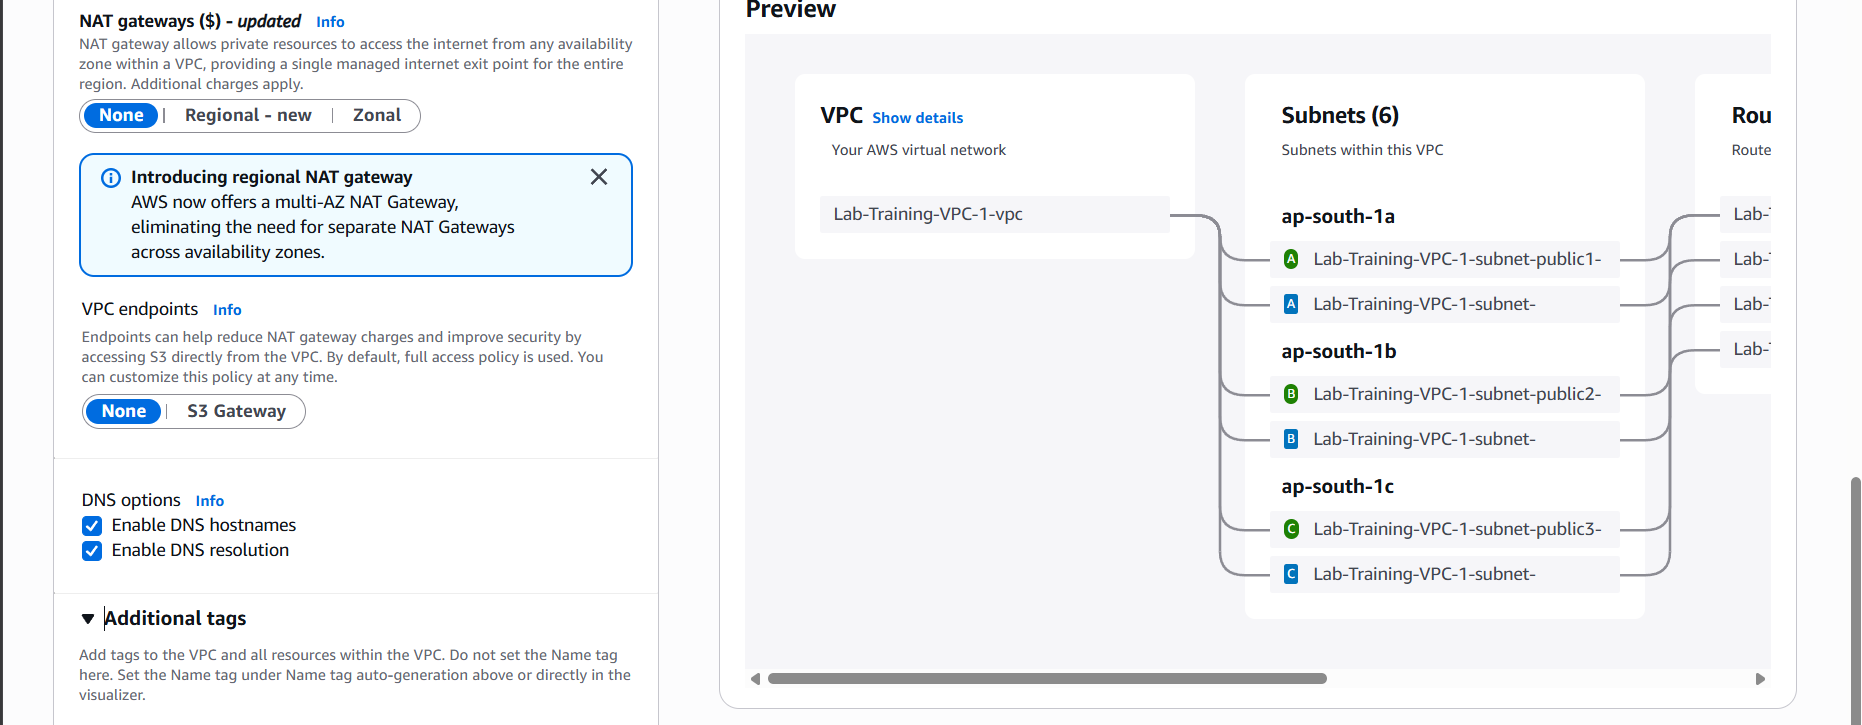 NAT gateways ($) - updated Info
NAT gateway allows private resources to access the internet from any availability
zone within a VPC, providing a single managed internet exit point for the entire
region. Additional charges apply.
None | Regional - new | Zonal
Introducing regional NAT gateway
AWS now offers a multi-AZ NAT Gateway,
eliminating the need for separate NAT Gateways
across availability zones.
VPC endpoints Info
Endpoints can help reduce NAT gateway charges and improve security by
accessing S3 directly from the VPC. By default, full access policy is used. You
can customize this policy at any time.
None | S3 Gateway
DNS options Info
Enable DNS hostnames
Enable DNS resolution
Additional tags
Add tags to the VPC and all resources within the VPC. Do not set the Name tag
here. Set the Name tag under Name tag auto-generation above or directly in the
visualizer.
Preview
VPC Show details
Your AWS virtual network
Lab-Training-VPC-1-vpc
Subnets (6)
Subnets within this VPC
ap-south-1a
A Lab-Training-VPC-1-subnet-public1-
A Lab-Training-VPC-1-subnet-
ap-south-1b
B Lab-Training-VPC-1-subnet-public2-
B Lab-Training-VPC-1-subnet-
ap-south-1c
C Lab-Training-VPC-1-subnet-public3-
C Lab-Training-VPC-1-subnet-
Rou
Route
Lab-
Lab-
Lab-
Lab-